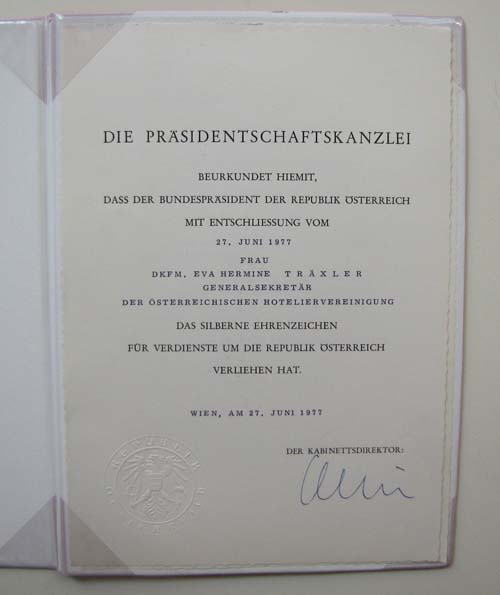 DIE PRÄSIDENTSCHAFTSKANZLEI
BEURKUNDET HIEMIT,
DASS DER BUNDESPRÄSIDENT DER REPUBLIK ÖSTERREICH
MIT ENTSCHLIESSUNG VOM
27. JUNI 1977
FRAU
DKFM. EVA HERMINE TRÄXLER
GENERALSEKRETÄR
DER ÖSTERREICHISCHEN HOTELIERVEREINIGUNG
DAS SILBERNE EHRENZEICHEN
FÜR VERDIENSTE UM DIE REPUBLIK ÖSTERREICH
VERLIEHEN HAT.
WIEN, AM 27. JUNI 1977
DER KABINETTSDIREKTOR:
REPUBLIK
ÖSTERREICH